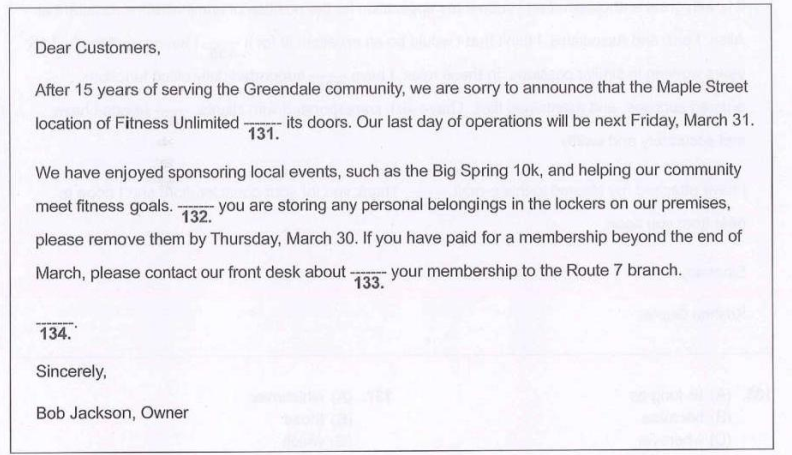 Dear Customers,
After 15 years of serving the Greendale community, we are sorry to announce that the Maple Street
location of Fitness Unlimited ------- its doors. Our last day of operations will be next Friday, March 31.
131.
We have enjoyed sponsoring local events, such as the Big Spring 10k, and helping our community
meet fitness goals. ------- you are storing any personal belongings in the lockers on our premises,
132.
please remove them by Thursday, March 30. If you have paid for a membership beyond the end of
March, please contact our front desk about ------- your membership to the Route 7 branch.
133.
-------.
134.
Sincerely,
Bob Jackson, Owner